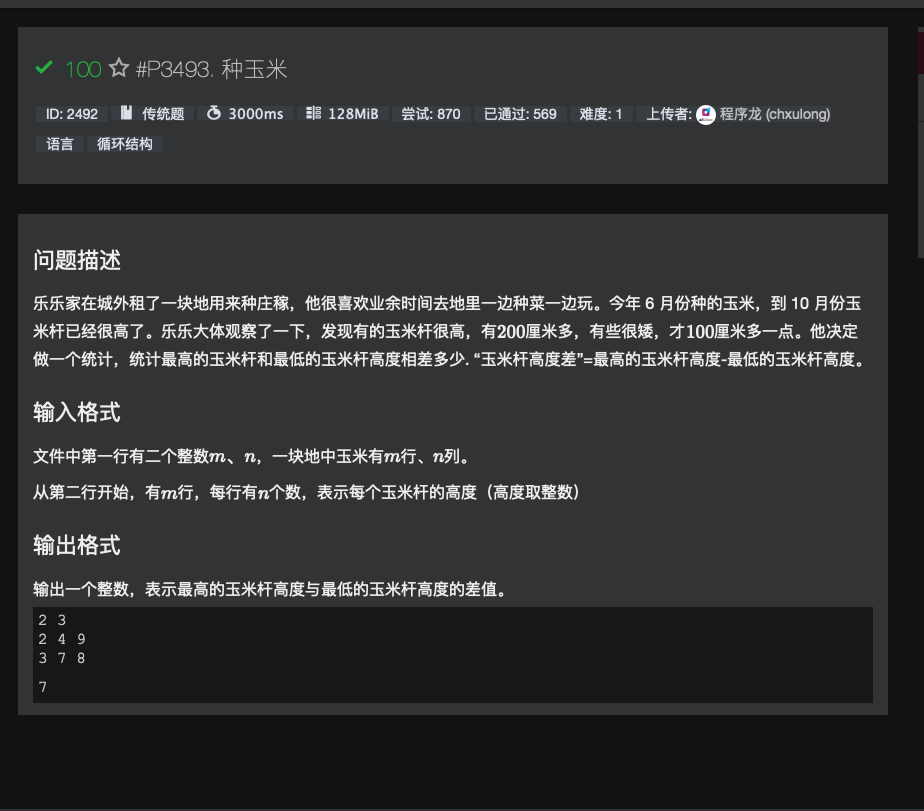 100 #P3493. 种玉米
ID: 2492 传统题 3000ms 128MiB 尝试: 870 已通过: 569 难度: 1 上传者: 程序龙 (chxulong)
语言 循环结构
问题描述
乐乐家在城外租了一块地用来种庄稼，他很喜欢业余时间去地里一边种菜一边玩。今年 6 月份种的玉米，到 10 月份玉
米杆已经很高了。乐乐大体观察了一下，发现有的玉米杆很高，有200厘米多，有些很矮，才100厘米多一点。他决定
做一个统计，统计最高的玉米杆和最低的玉米杆高度相差多少. “玉米杆高度差”=最高的玉米杆高度-最低的玉米杆高度。
输入格式
文件中第一行有二个整数m、n，一块地中玉米有m行、n列。
从第二行开始，有m行，每行有n个数，表示每个玉米杆的高度（高度取整数）
输出格式
输出一个整数，表示最高的玉米杆高度与最低的玉米杆高度的差值。
2 3
2 4 9
3 7 8
7